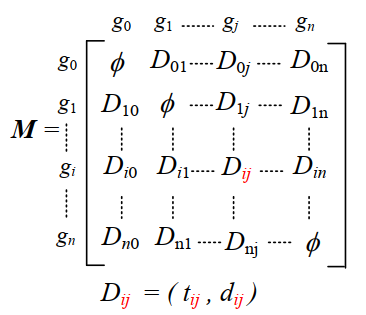 g0 g1 ------ gj ------ gn
g0 ϕ D01 ----- D0j ----- D0n
g1 D10 ϕ ----- D1j ----- D1n
M =
gi Di0 Di1 ----- Dij ----- Din
gn Dn0 Dn1 ----- Dnj ----- ϕ
Dij = ( tij , dij )